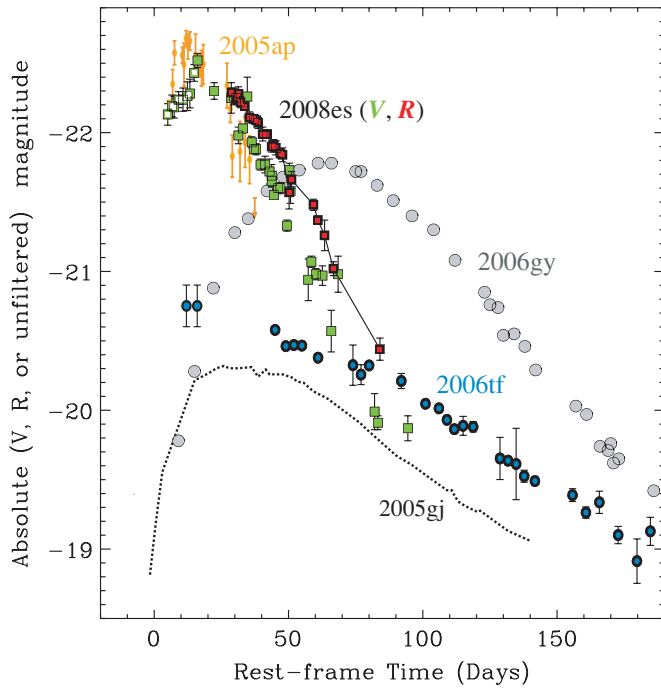 2005ap
2008es (V, R)
2006gy
2006tf
2005gj
-22
-21
-20
-19
0
50
100
150
Rest-frame Time (Days)
Absolute (V, R, or unfiltered) magnitude